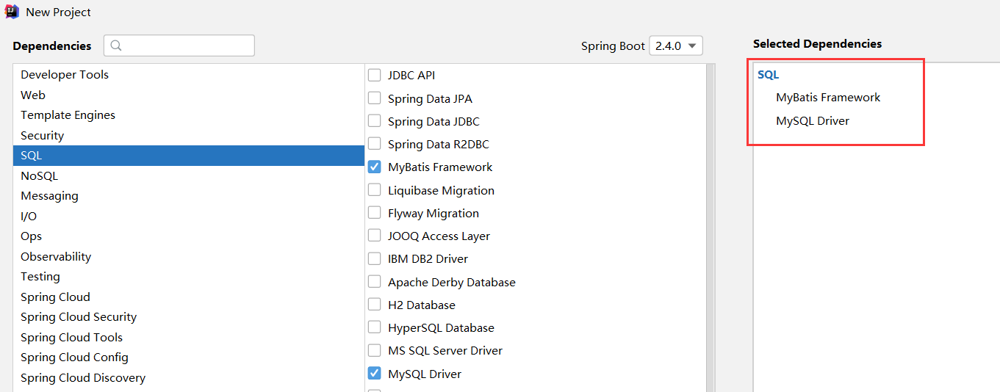 New Project
Dependencies
Spring Boot 2.4.0
Selected Dependencies
Developer Tools
Web
Template Engines
Security
SQL
NoSQL
Messaging
I/O
Ops
Observability
Testing
Spring Cloud
Spring Cloud Security
Spring Cloud Tools
Spring Cloud Config
Spring Cloud Discovery
JDBC API
Spring Data JPA
Spring Data JDBC
Spring Data R2DBC
MyBatis Framework
Liquibase Migration
Flyway Migration
JOOQ Access Layer
IBM DB2 Driver
Apache Derby Database
H2 Database
HyperSQL Database
MS SQL Server Driver
MySQL Driver
SQL
MyBatis Framework
MySQL Driver